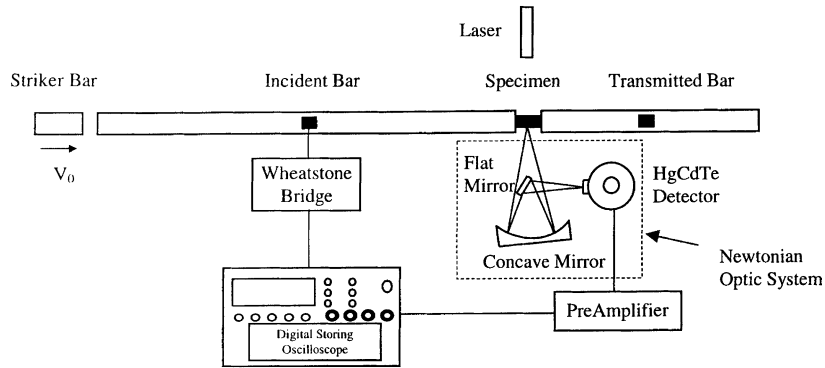 Laser
Striker Bar
Incident Bar
Specimen
Transmitted Bar
V0
Wheatstone
Bridge
Flat
Mirror
HgCdTe
Detector
Concave Mirror
Newtonian
Optic System
PreAmplifier
Digital Storing
Oscilloscope